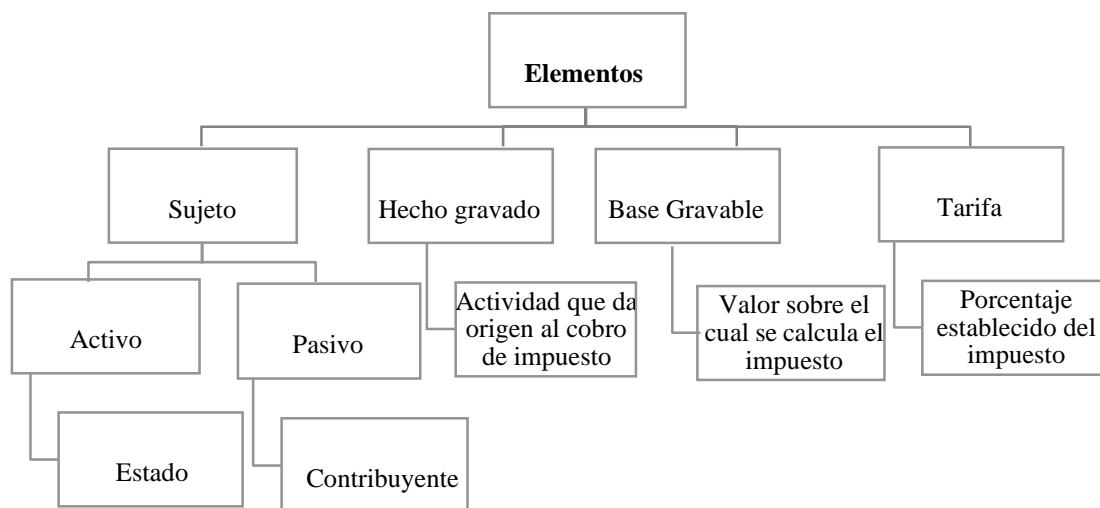 Elementos
Sujeto
Hecho gravado
Base Gravable
Tarifa
Activo
Pasivo
Actividad que da
origen al cobro
de impuesto
Valor sobre el
cual se calcula el
impuesto
Porcentaje
establecido del
impuesto
Estado
Contribuyente